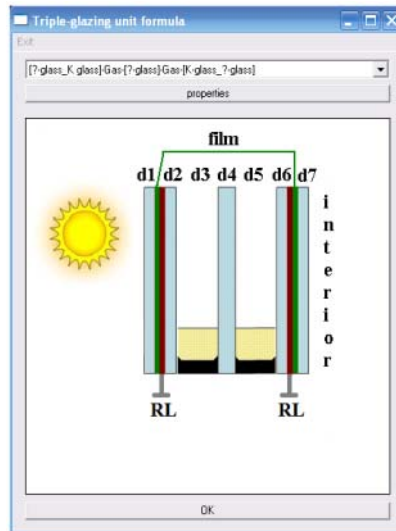 Triple-glazing unit formula
Exit
[?-glass_K glass]-Gas-[?-glass]-Gas-[K-glass_?-glass]
properties
film
d1 d2 d3 d4 d5 d6 d7
interior
RL RL
OK